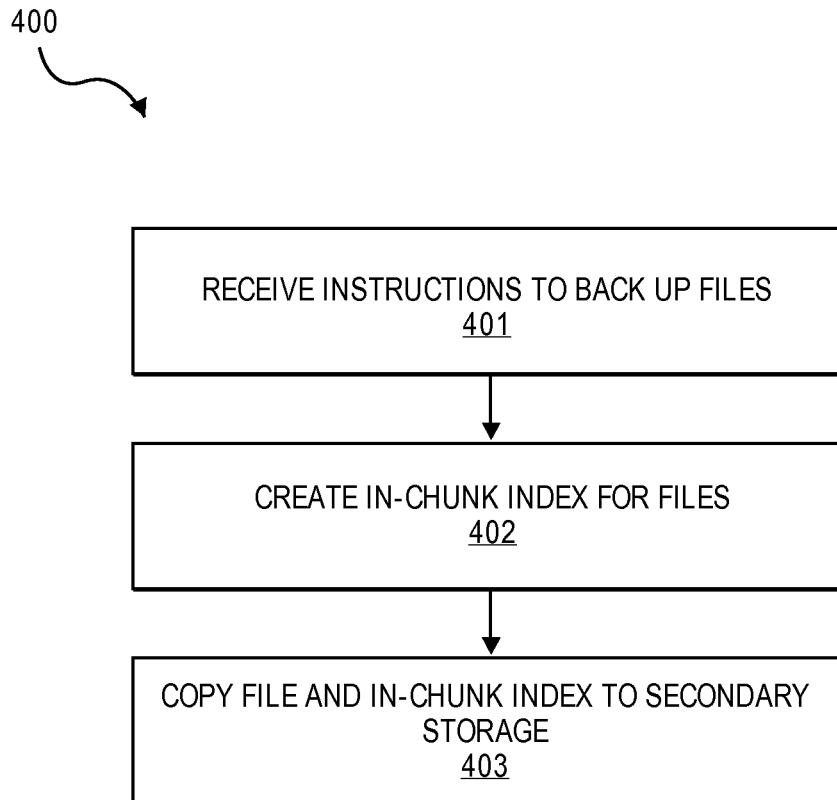 400
RECEIVE INSTRUCTIONS TO BACK UP FILES
401
CREATE IN-CHUNK INDEX FOR FILES
402
COPY FILE AND IN-CHUNK INDEX TO SECONDARY
STORAGE
403